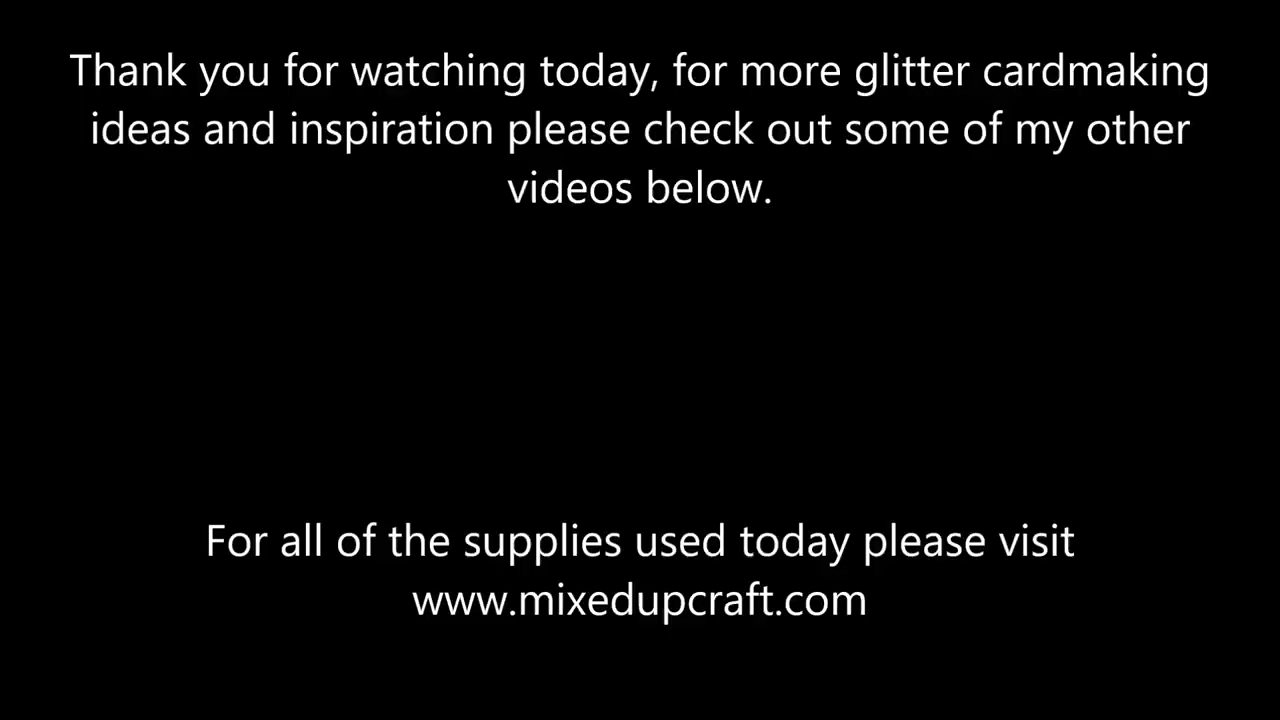 Thank you for watching today, for more glitter cardmaking
ideas and inspiration please check out some of my other
videos below.
For all of the supplies used today please visit
www.mixedupcraft.com